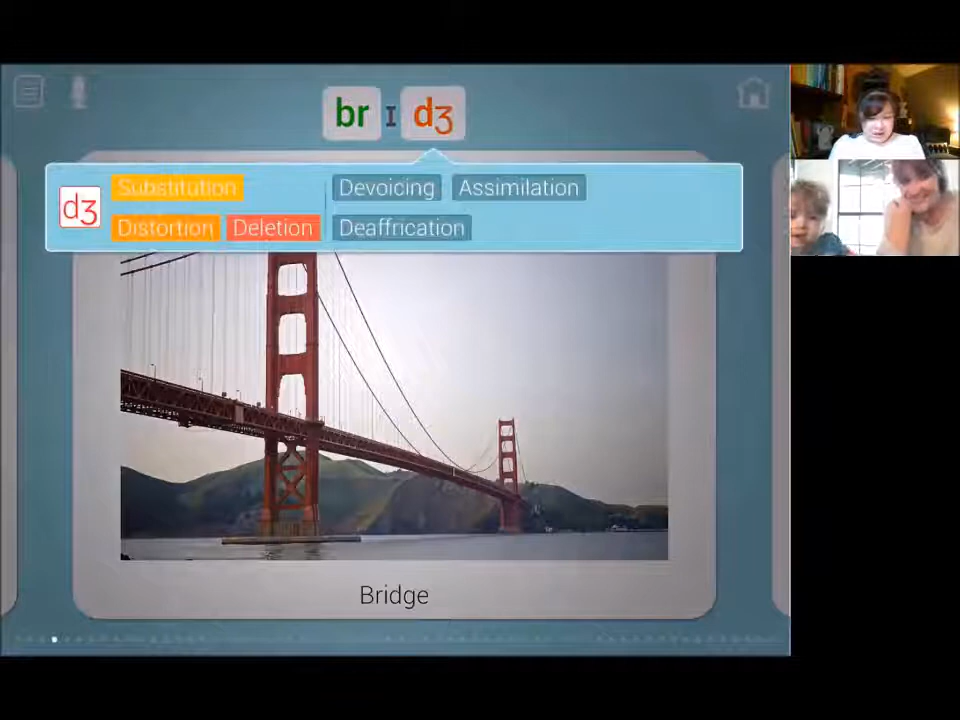 br ɪ dʒ
dʒ Substitution Devoicing Assimilation
Distortion Deletion Deaffrication
Bridge